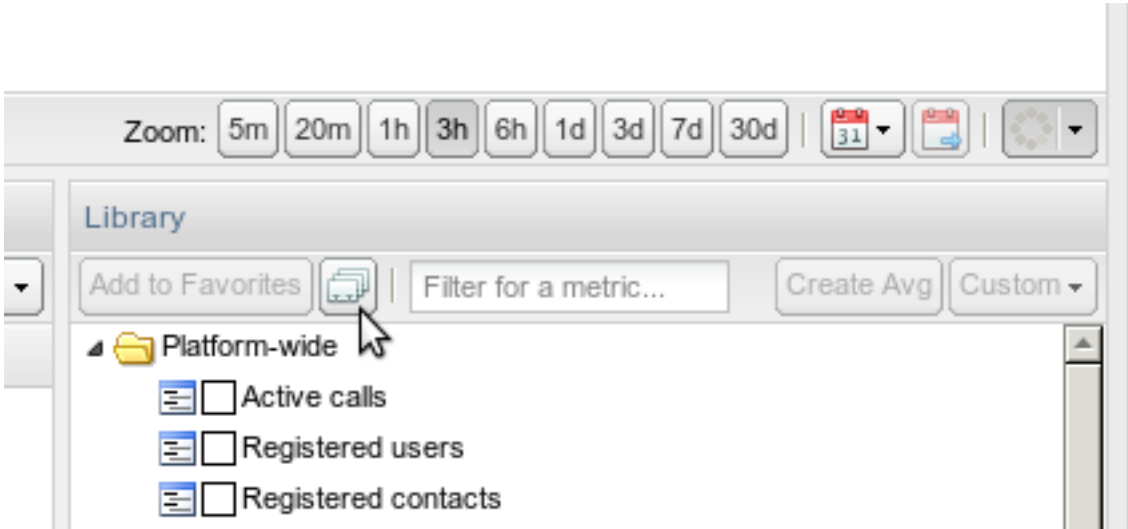 Zoom: 5m 20m 1h 3h 6h 1d 3d 7d 30d 31
Library
Add to Favorites Filter for a metric... Create Avg Custom
Platform-wide
Active calls
Registered users
Registered contacts